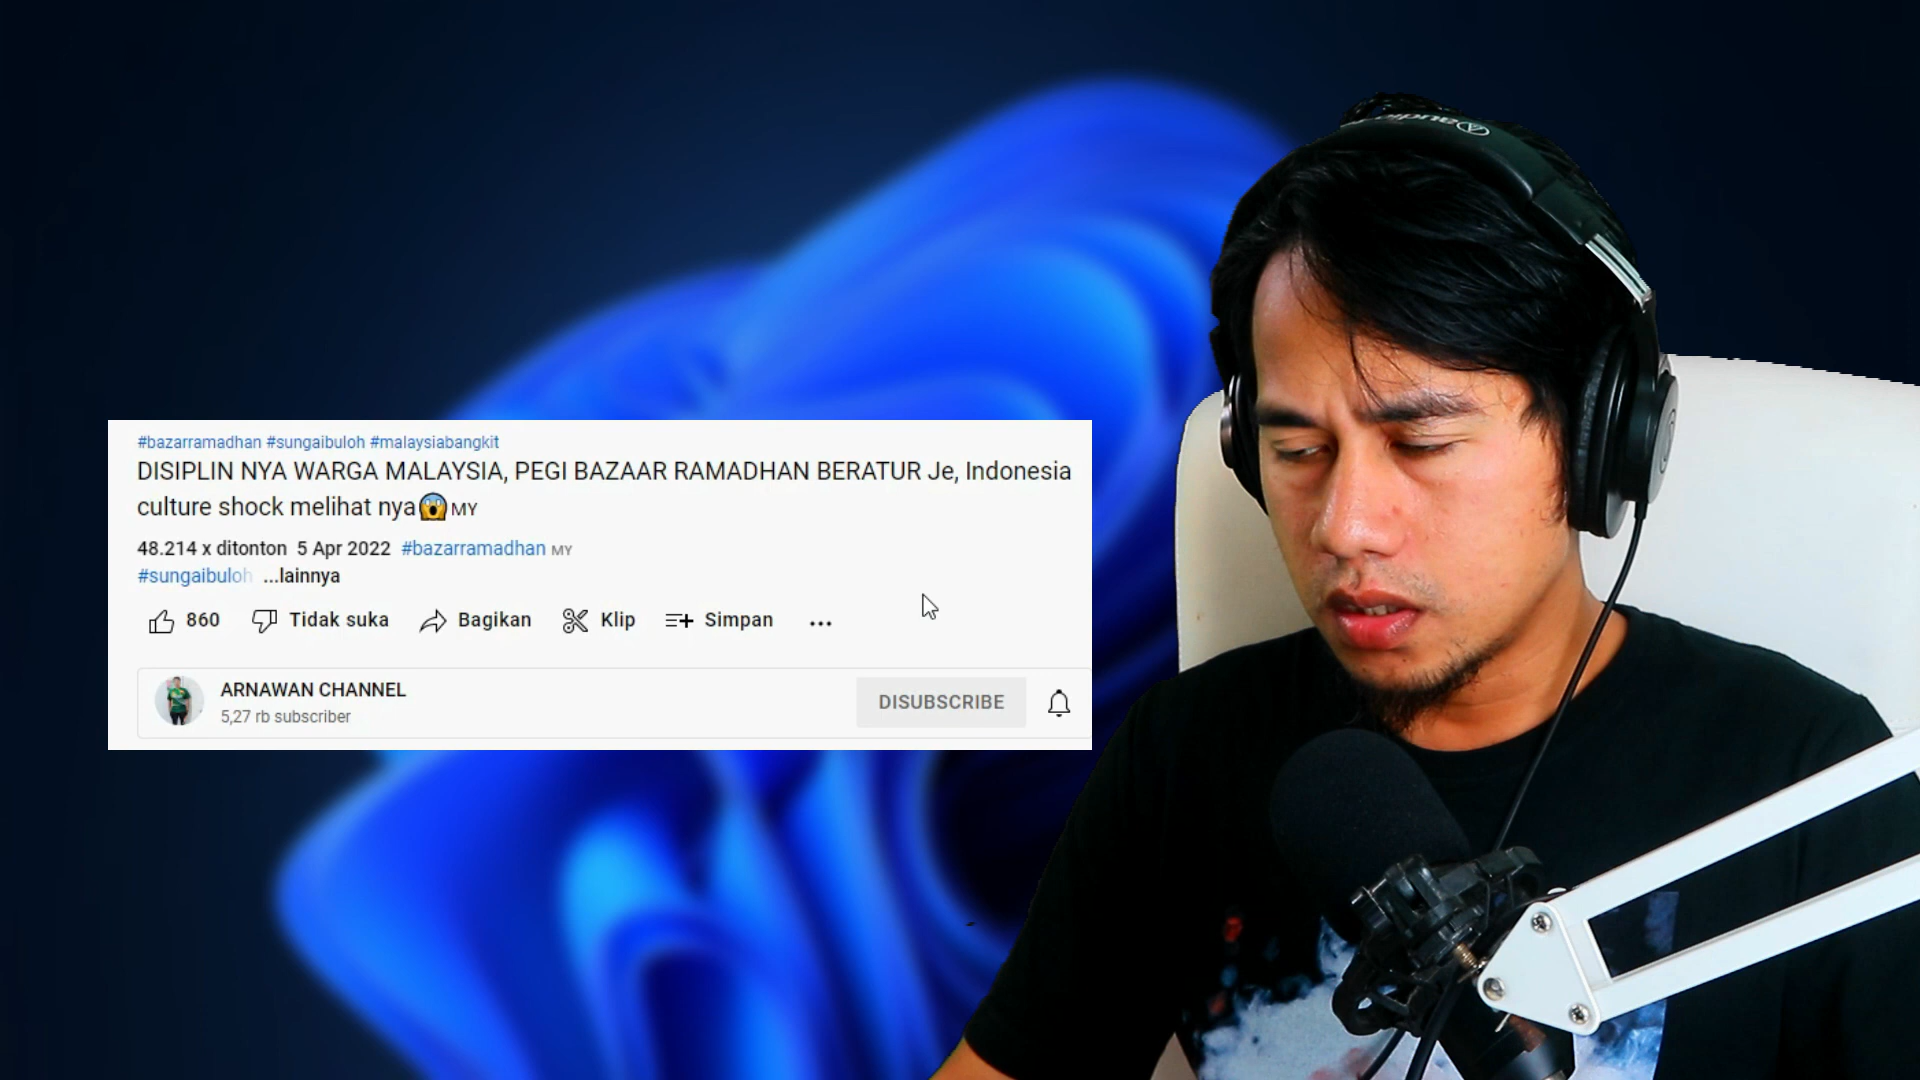 #bazarramadhan #sungaibuloh #malaysiabangkit
DISIPLIN NYA WARGA MALAYSIA, PEGI BAZAAR RAMADHAN BERATUR Je, Indonesia
culture shock melihat nya😱 MY
48.214 x ditonton 5 Apr 2022 #bazarramadhan MY
#sungaibuloh ...lainnya
860 Tidak suka Bagikan Klip Simpan ...
ARNAWAN CHANNEL
5,27 rb subscriber
DISUBSCRIBE